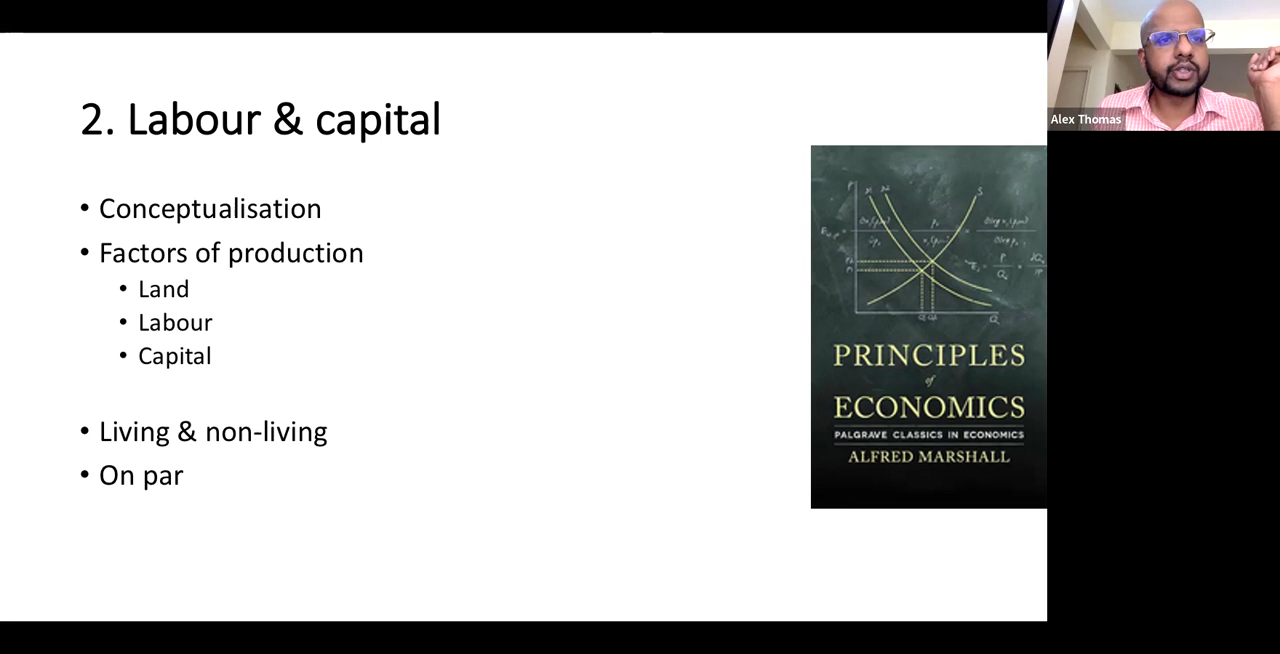 2. Labour & capital
• Conceptualisation
• Factors of production
• Land
• Labour
• Capital
• Living & non-living
• On par
P
S
Q
PRINCIPLES
of
ECONOMICS
PALGRAVE CLASSICS IN ECONOMICS
ALFRED MARSHALL
Alex Thomas